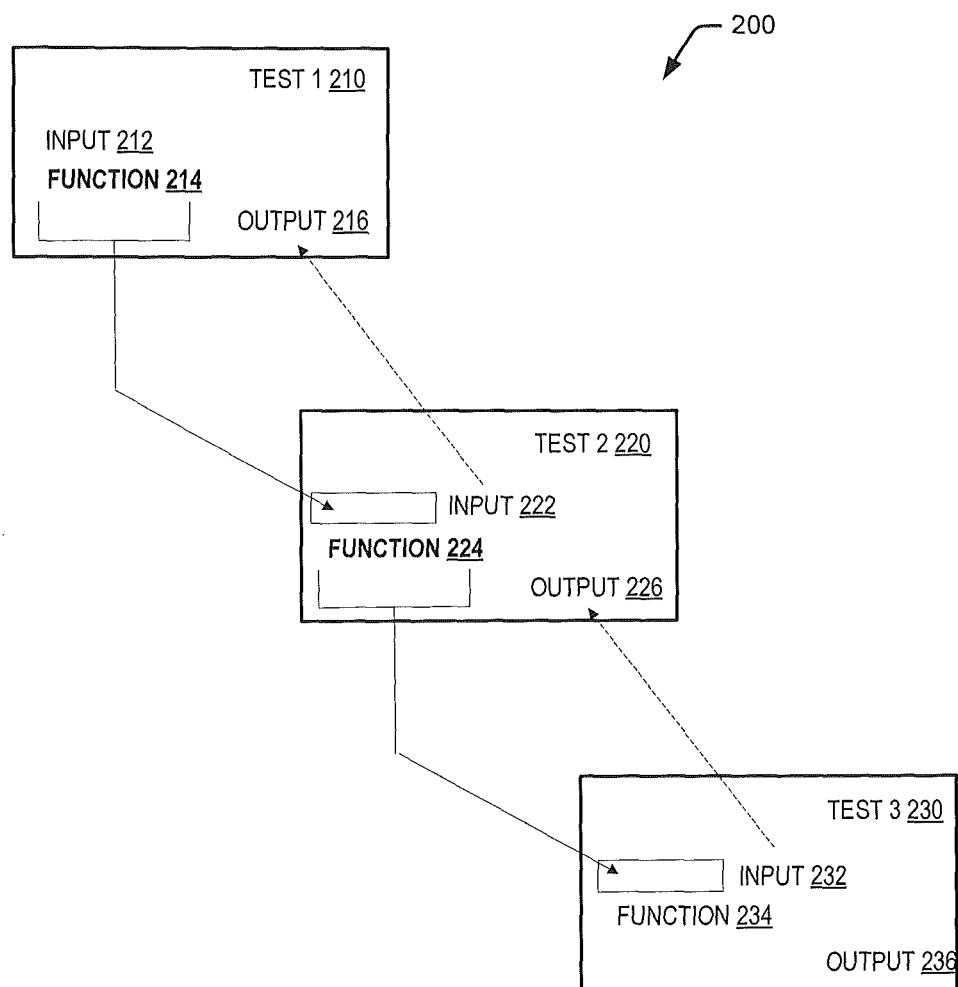 200
TEST 1 210
INPUT 212
FUNCTION 214
OUTPUT 216
TEST 2 220
INPUT 222
FUNCTION 224
OUTPUT 226
TEST 3 230
INPUT 232
FUNCTION 234
OUTPUT 236